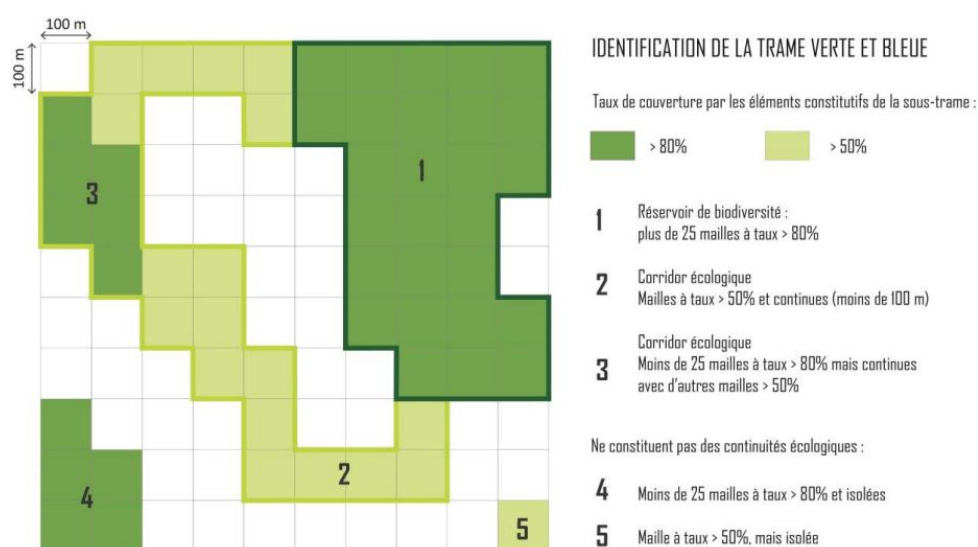 100 m
100 m
1
3
2
4
5
IDENTIFICATION DE LA TRAME VERTE ET BLEUE
Taux de couverture par les éléments constitutifs de la sous-trame :
> 80%
> 50%
1
Réservoir de biodiversité :
plus de 25 mailles à taux > 80%
2
Corridor écologique
Mailles à taux > 50% et continues (moins de 100 m)
3
Corridor écologique
Moins de 25 mailles à taux > 80% mais continues
avec d'autres mailles > 50%
Ne constituent pas des continuités écologiques :
4
Moins de 25 mailles à taux > 80% et isolées
5
Maille à taux > 50%, mais isolée